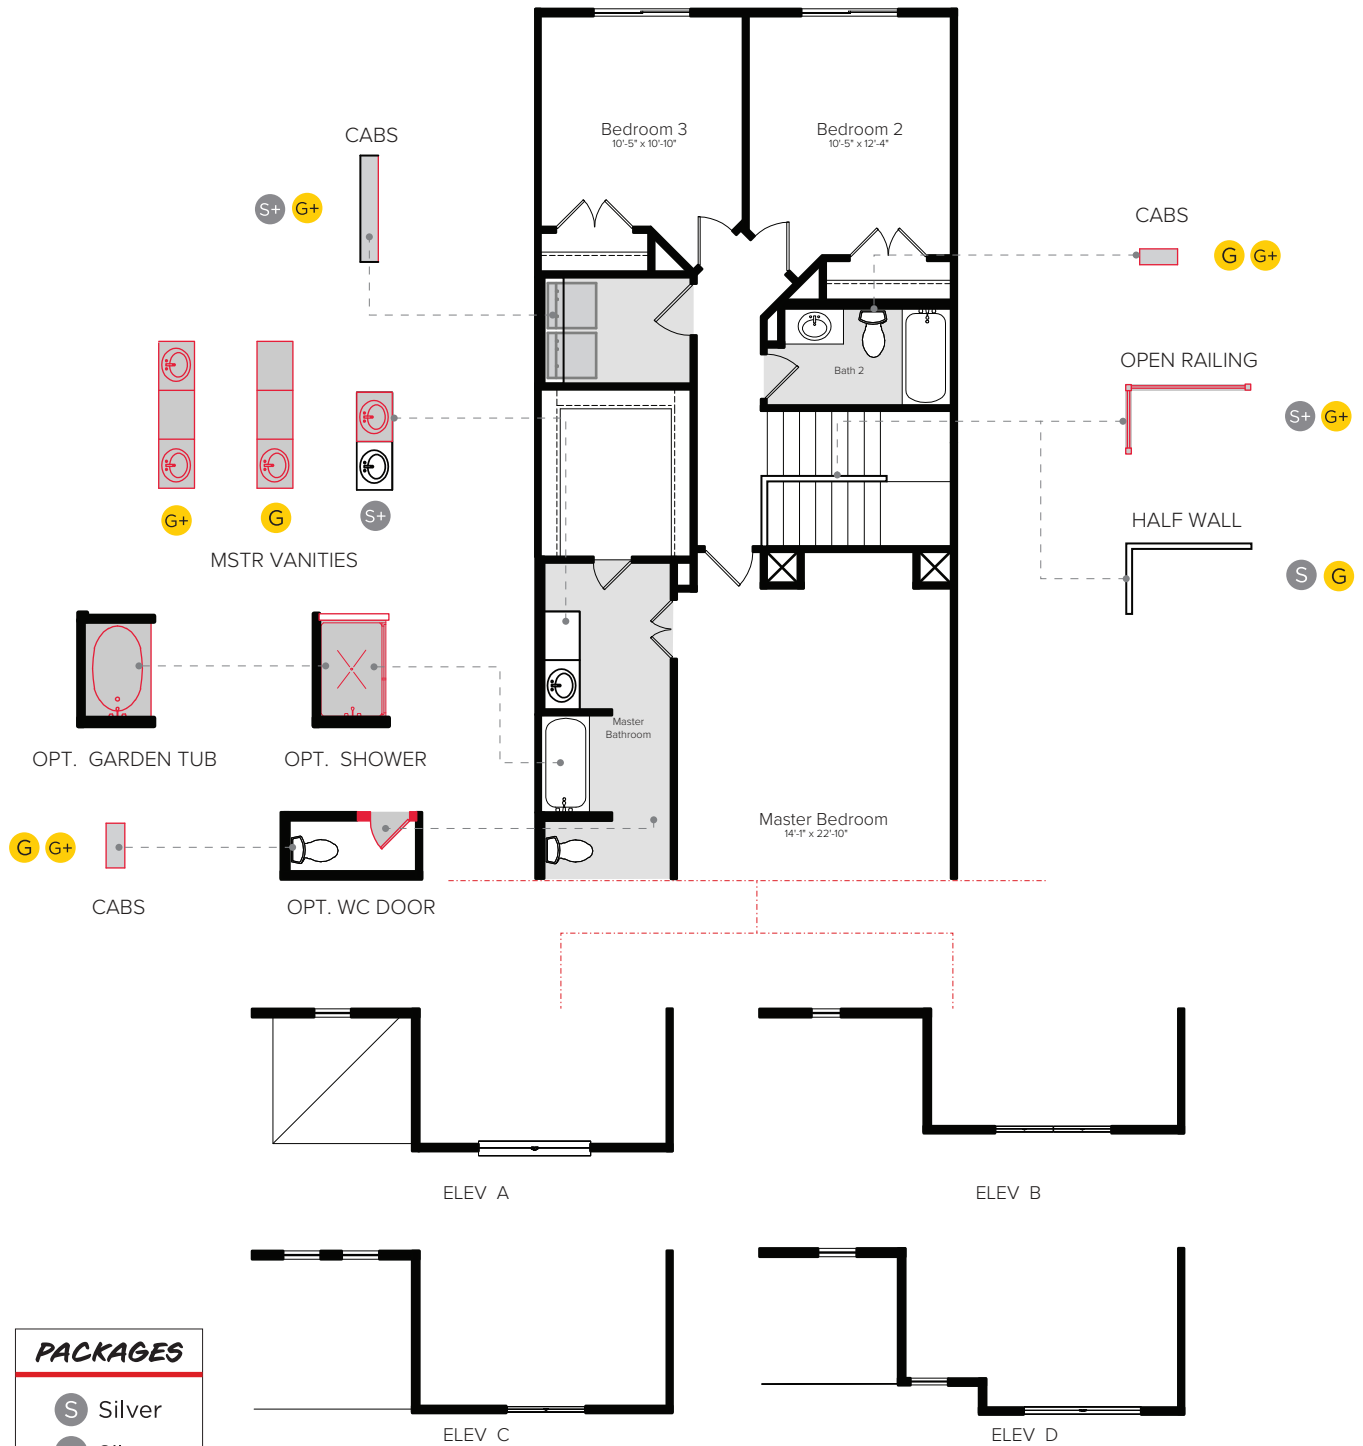 Bedroom 3
10'-5" x 10'-10"
Bedroom 2
10'-5" x 12'-4"
CABS
S+ G+
CABS
G G+
OPEN RAILING
S+ G+
Bath 2
HALF WALL
S G
G+
G
S+
MSTR VANITIES
Master
Bathroom
OPT. GARDEN TUB
OPT. SHOWER
Master Bedroom
14'-1" x 22'-10"
G G+
CABS
OPT. WC DOOR
ELEV A
ELEV B
ELEV C
ELEV D
PACKAGES
S Silver